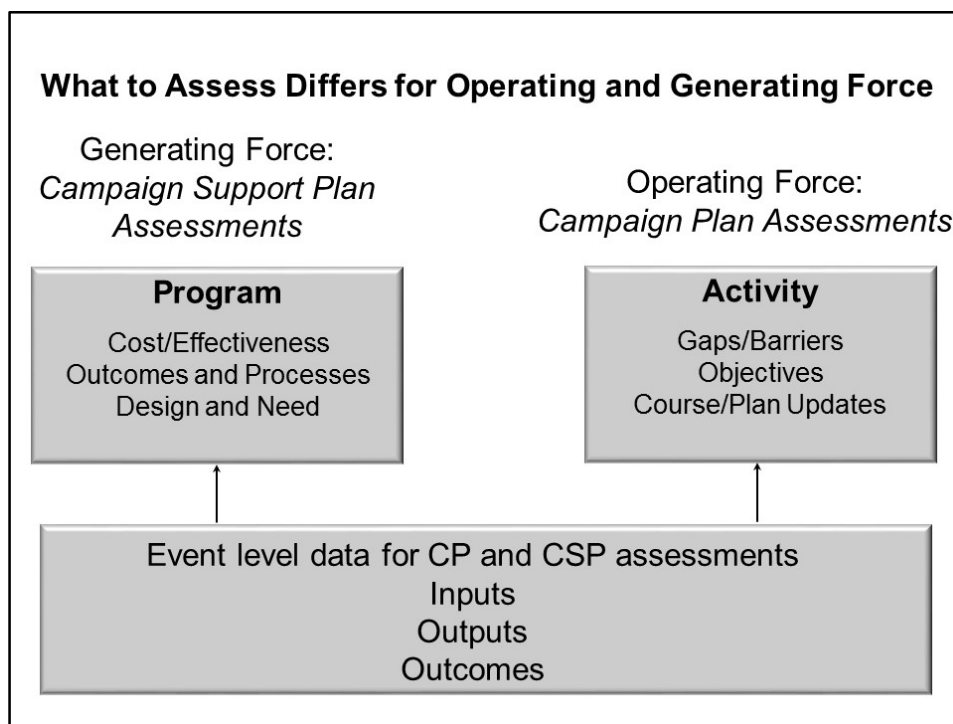 What to Assess Differs for Operating and Generating Force
Generating Force:
Campaign Support Plan
Assessments
Operating Force:
Campaign Plan Assessments
Program
Cost/Effectiveness
Outcomes and Processes
Design and Need
Activity
Gaps/Barriers
Objectives
Course/Plan Updates
Event level data for CP and CSP assessments
Inputs
Outputs
Outcomes